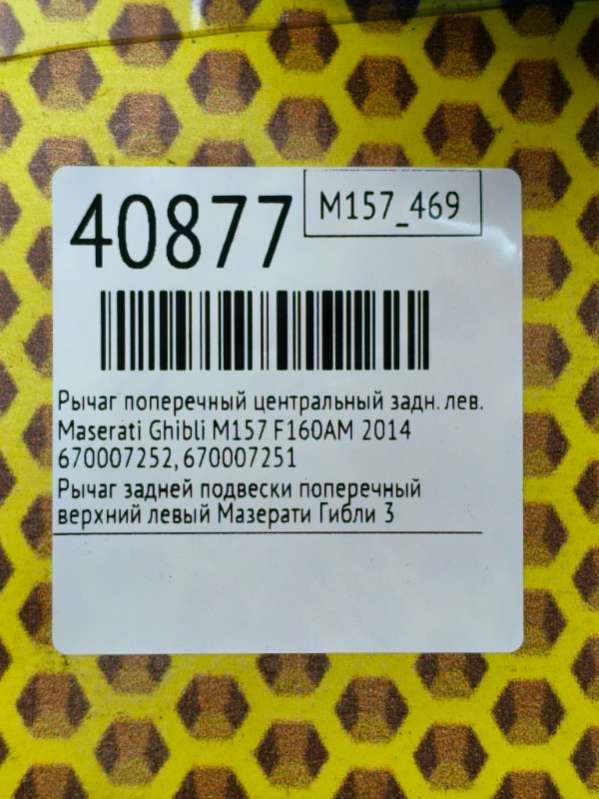 40877
M157_469
Рычаг поперечный центральный задн. лев.
Maserati Ghibli M157 F160AM 2014
670007252, 670007251
Рычаг задней подвески поперечный
верхний левый Мазерати Гибли 3